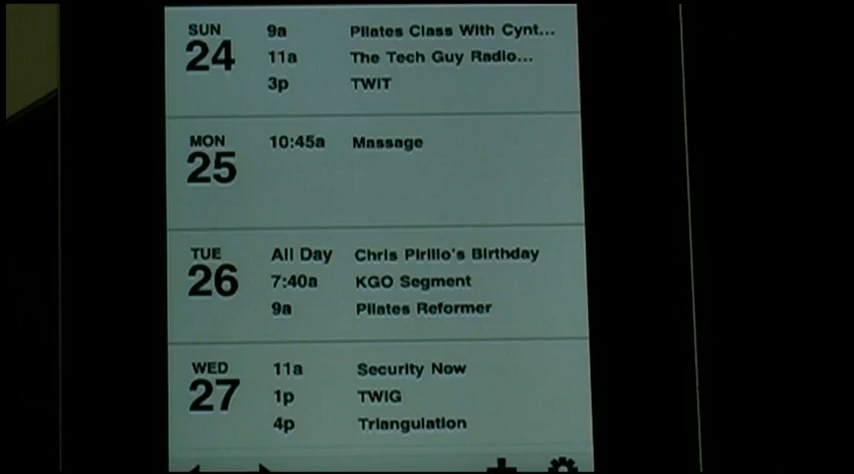 SUN 9a Pilates Class With Cynt...
24 11a The Tech Guy Radio...
3p TWiT
MON 10:45a Massage
25
TUE All Day Chris Pirillo's Birthday
26 7:40a KGO Segment
9a Pilates Reformer
WED 11a Security Now
27 1p TWiG
4p Triangulation